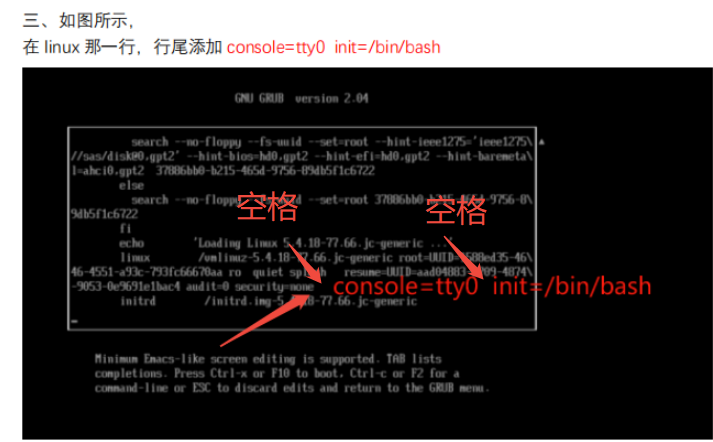 三、如图所示，
在 linux 那一行，行尾添加 console=tty0 init=/bin/bash
GNU GRUB version 2.04
search --no-floppy --fs-uuid --set=root --hint-ieee1275='ieee1275\
//sas/disk@0,gpt2' --hint-bios=hd0,gpt2 --hint-efi=hd0,gpt2 --hint-baremeta\
l=ahci0,gpt2 37886bb0-b215-465d-9756-89db5f1c6722
else
search --no-floppy --set=root 37886bb0-b215-465d-9756-8\
9db5f1c6722
空格 空格
fi
echo 'Loading Linux 5.4.18-77.66.jc-generic ...'
linux /vmlinuz-5.4.18-77.66.jc-generic root=UUID= 588ed35-46\
46-4551-a93c-793fc66670aa ro quiet resume=UUID=aad04883- 09-4874\
-9053-0e9691e1bac4 audit=0 security=none console=tty0 init=/bin/bash
initrd /initrd.img-5.4.18-77.66.jc-generic
Minimum Emacs-like screen editing is supported. TAB lists
completions. Press Ctrl-x or F10 to boot, Ctrl-c or F2 for a
command-line or ESC to discard edits and return to the GRUB menu.